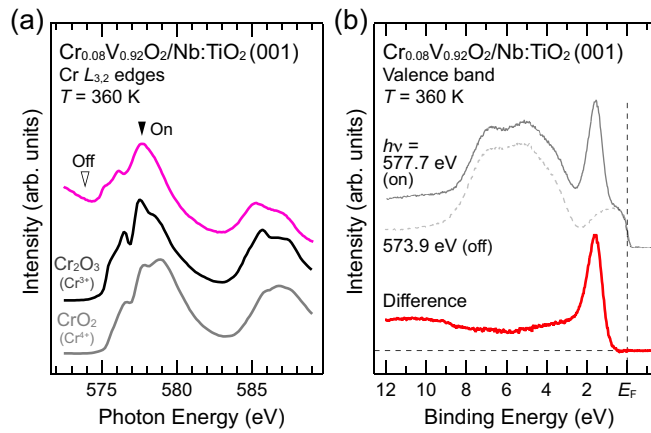 (a)
Cr0.08V0.92O2/Nb:TiO2 (001)
Cr L3,2 edges
T = 360 K
On
Off
Cr2O3
(Cr3+)
CrO2
(Cr4+)
Intensity (arb. units)
575 580 585
Photon Energy (eV)
(b)
Cr0.08V0.92O2/Nb:TiO2 (001)
Valence band
T = 360 K
hν =
577.7 eV
(on)
573.9 eV (off)
Difference
Intensity (arb. units)
12 10 8 6 4 2 EF
Binding Energy (eV)